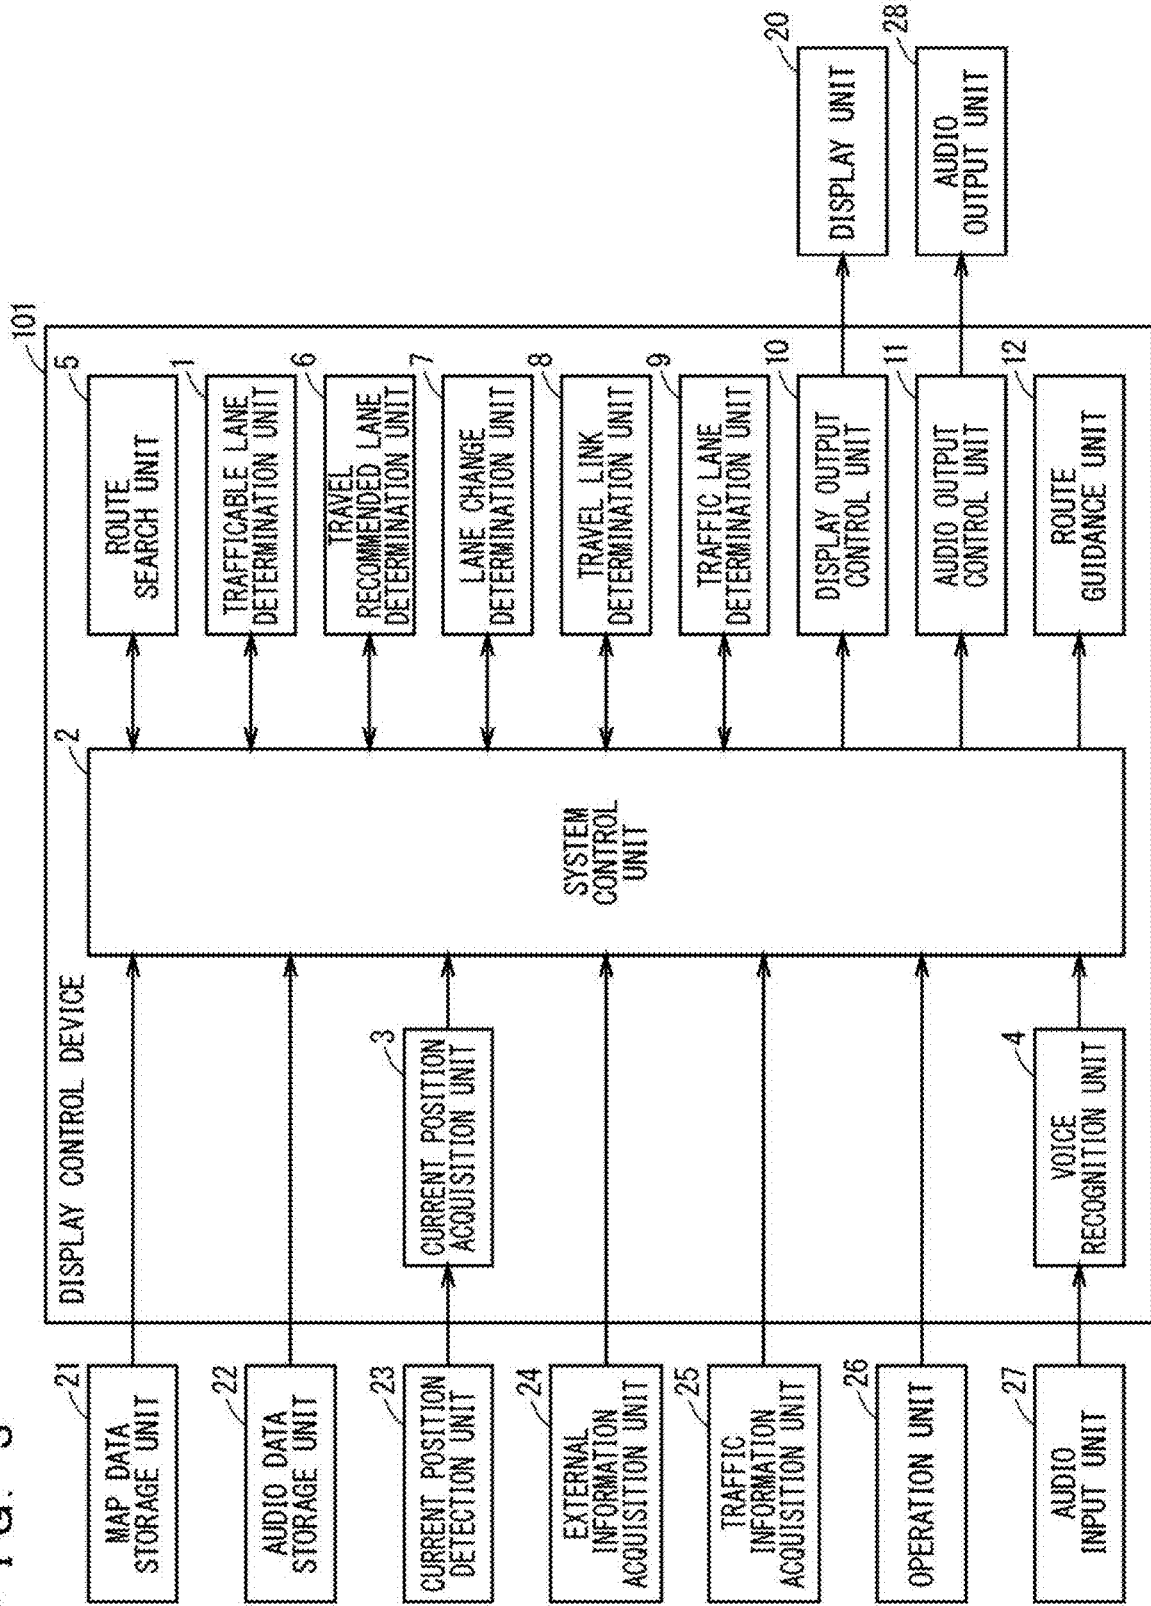 101
DISPLAY CONTROL DEVICE
21
MAP DATA
STORAGE UNIT
22
AUDIO DATA
STORAGE UNIT
23
CURRENT POSITION
DETECTION UNIT
24
EXTERNAL
INFORMATION
ACQUISITION UNIT
25
TRAFFIC
INFORMATION
ACQUISITION UNIT
26
OPERATION UNIT
27
AUDIO
INPUT UNIT
3
CURRENT POSITION
ACQUISITION UNIT
4
VOICE
RECOGNITION UNIT
2
SYSTEM
CONTROL
UNIT
5
ROUTE
SEARCH UNIT
1
TRAFFICABLE LANE
DETERMINATION UNIT
6
TRAVEL
RECOMMENDED LANE
DETERMINATION UNIT
7
LANE CHANGE
DETERMINATION UNIT
8
TRAVEL LINK
DETERMINATION UNIT
9
TRAFFIC LANE
DETERMINATION UNIT
10
DISPLAY OUTPUT
CONTROL UNIT
11
AUDIO OUTPUT
CONTROL UNIT
12
ROUTE
GUIDANCE UNIT
20
DISPLAY UNIT
28
AUDIO
OUTPUT UNIT